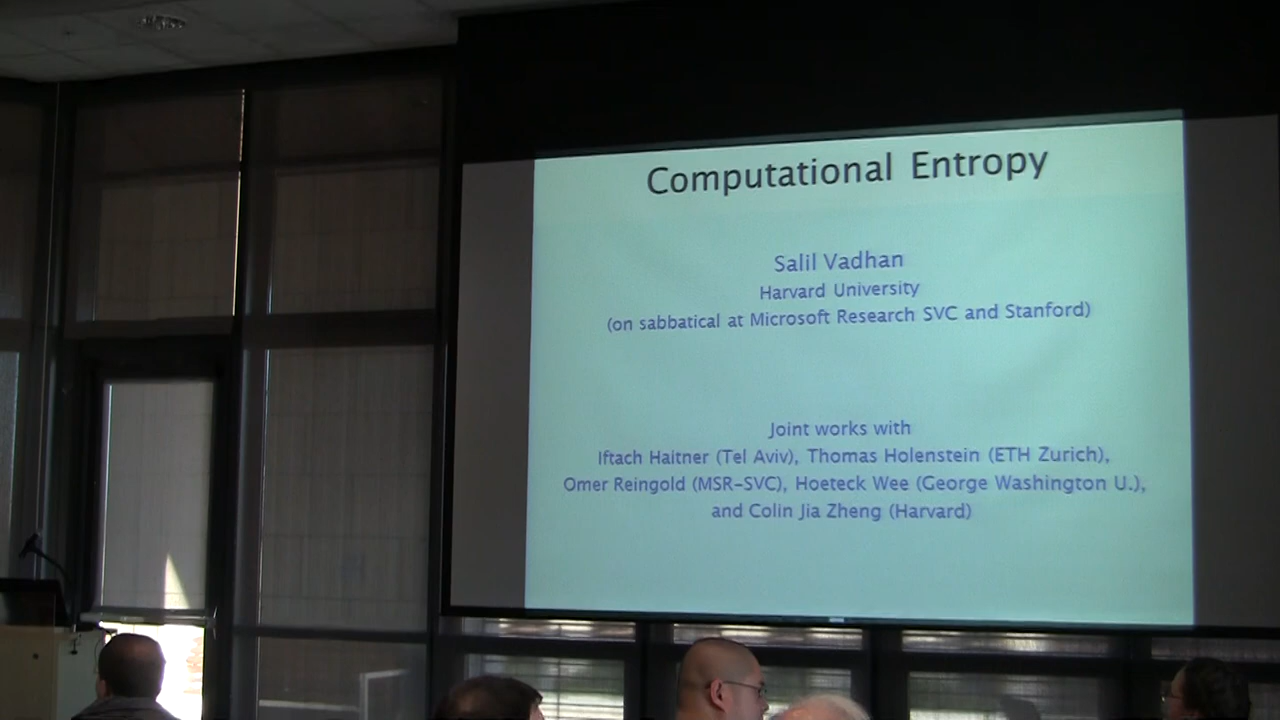 Computational Entropy
Salil Vadhan
Harvard University
(on sabbatical at Microsoft Research SVC and Stanford)
Joint works with
Iftach Haitner (Tel Aviv), Thomas Holenstein (ETH Zurich),
Omer Reingold (MSR-SVC), Hoeteck Wee (George Washington U.),
and Colin Jia Zheng (Harvard)